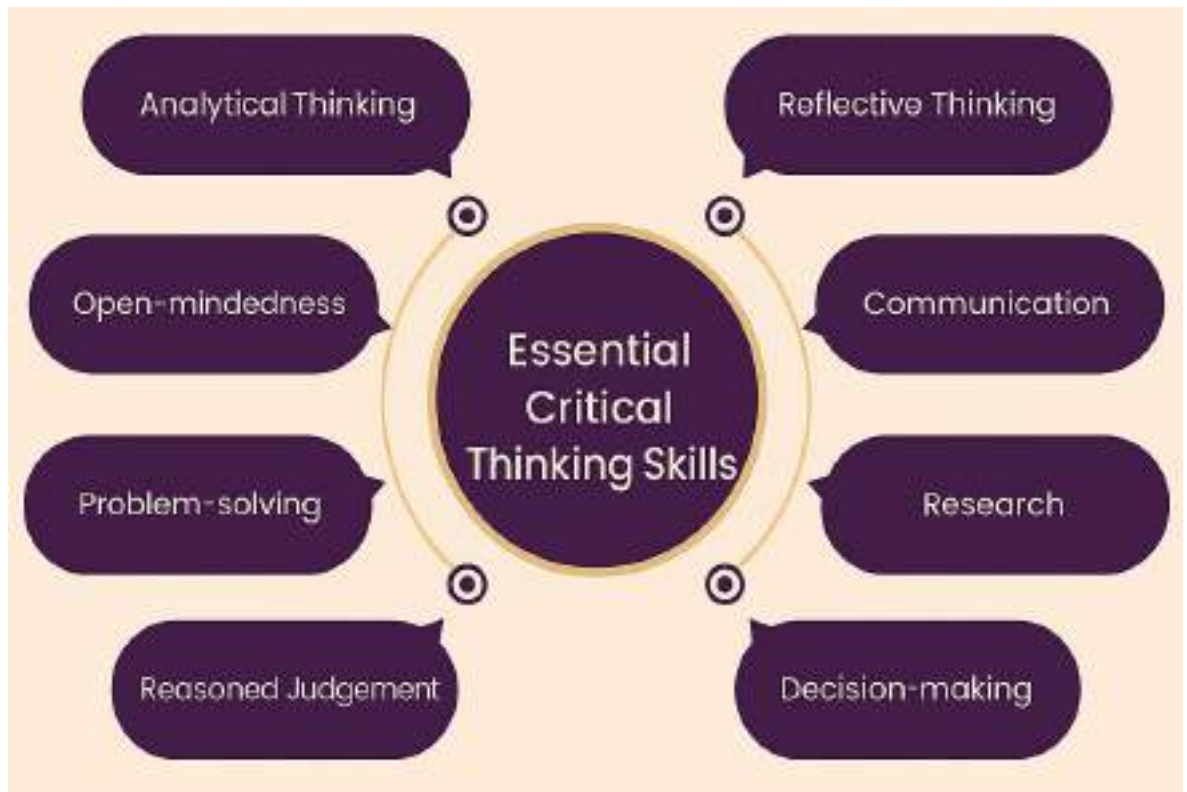 Analytical Thinking
Reflective Thinking
Open-mindedness
Communication
Essential
Critical
Thinking Skills
Problem-solving
Research
Reasoned Judgement
Decision-making